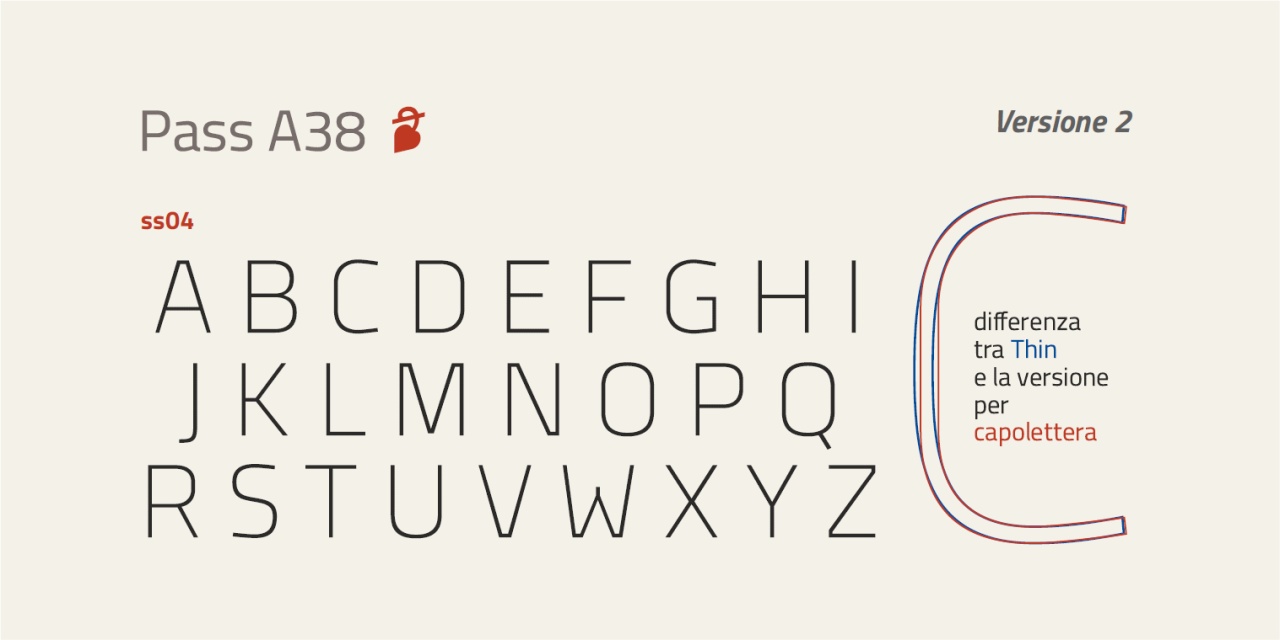 Pass A38
Versione 2
ss04
A B C D E F G H I
J K L M N O P Q
R S T U V W X Y Z
C
differenza
tra Thin
e la versione
per
capolettera